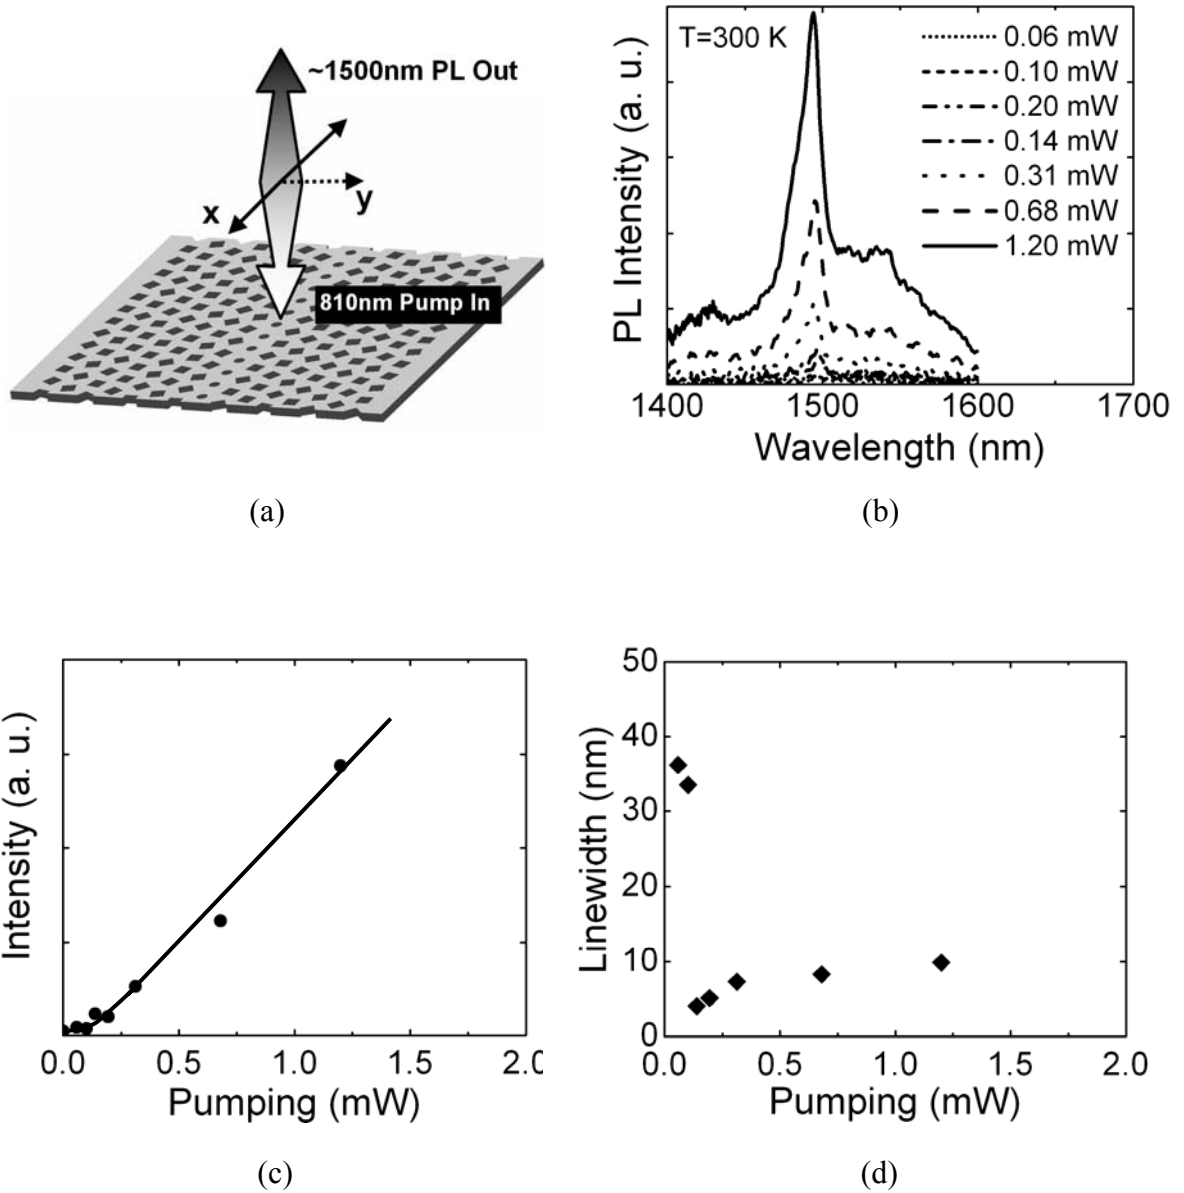 ~1500nm PL Out
x
y
810nm Pump In
(a)
T=300 K
0.06 mW
0.10 mW
0.20 mW
0.14 mW
0.31 mW
0.68 mW
1.20 mW
PL Intensity (a. u.)
1400 1500 1600 1700
Wavelength (nm)
(b)
Intensity (a. u.)
0.0 0.5 1.0 1.5 2.0
Pumping (mW)
(c)
50
40
30
20
10
0
Linewidth (nm)
0.0 0.5 1.0 1.5 2.0
Pumping (mW)
(d)